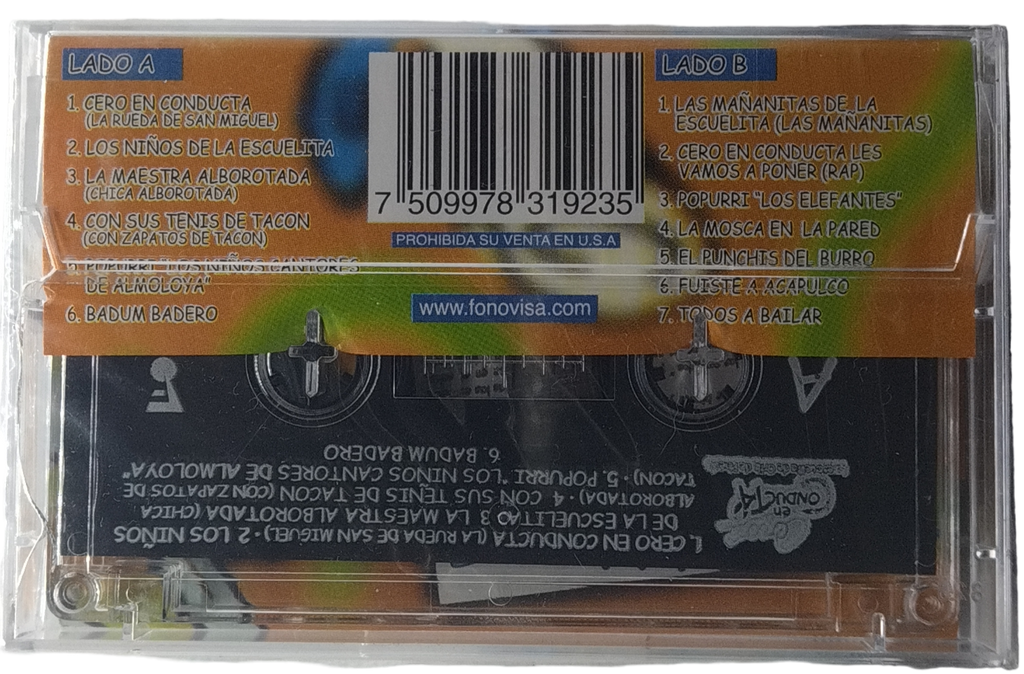 LADO A
1. CERO EN CONDUCTA
(LA RUEDA DE SAN MIGUEL)
2. LOS NIÑOS DE LA ESCUELITA
3. LA MAESTRA ALBOROTADA
(CHICA ALBOROTADA)
4. CON SUS TENIS DE TACON
(CON ZAPATOS DE TACON)
5. POPURRI "LOS NIÑOS CANTORES
DE ALMOLOYA"
6. BADUM BADERO
7 509978 319235
PROHIBIDA SU VENTA EN U.S.A
www.fonovisa.com
LADO B
1. LAS MAÑANITAS DE LA
ESCUELITA (LAS MAÑANITAS)
2. CERO EN CONDUCTA LES
VAMOS A PONER (RAP)
3. POPURRI "LOS ELEFANTES"
4. LA MOSCA EN LA PARED
5. EL PUNCHIS DEL BURRO
6. FUISTE A ACAPULCO
7. TODOS A BAILAR
A
Cero
en
CONDUCTA
1. CERO EN CONDUCTA (LA RUEDA DE SAN MIGUEL) · 2 LOS NIÑOS
DE LA ESCUELITA · 3 LA MAESTRA ALBOROTADA (CHICA
ALBOROTADA) · 4 CON SUS TENIS DE TACON (CON ZAPATOS DE
TACON) · 5. POPURRI "LOS NIÑOS CANTORES DE ALMOLOYA"
6. BADUM BADERO